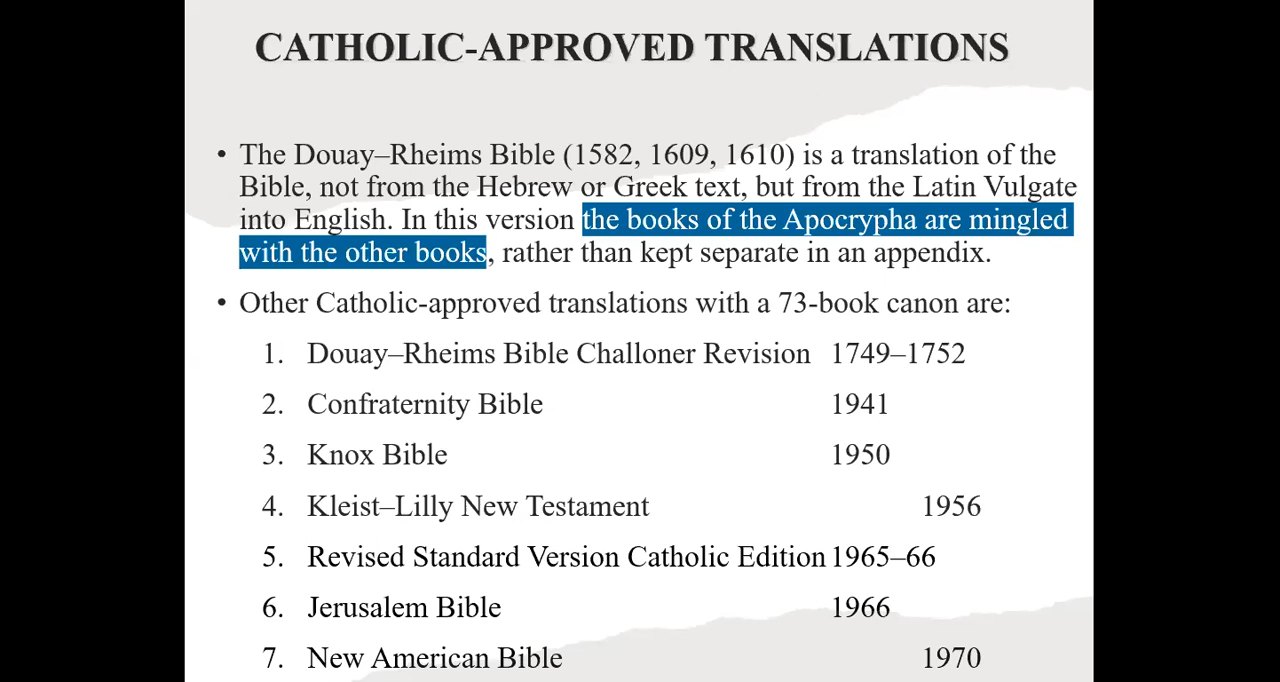 CATHOLIC-APPROVED TRANSLATIONS
• The Douay–Rheims Bible (1582, 1609, 1610) is a translation of the
Bible, not from the Hebrew or Greek text, but from the Latin Vulgate
into English. In this version the books of the Apocrypha are mingled
with the other books, rather than kept separate in an appendix.
• Other Catholic-approved translations with a 73-book canon are:
1. Douay–Rheims Bible Challoner Revision 1749–1752
2. Confraternity Bible 1941
3. Knox Bible 1950
4. Kleist–Lilly New Testament 1956
5. Revised Standard Version Catholic Edition 1965–66
6. Jerusalem Bible 1966
7. New American Bible 1970